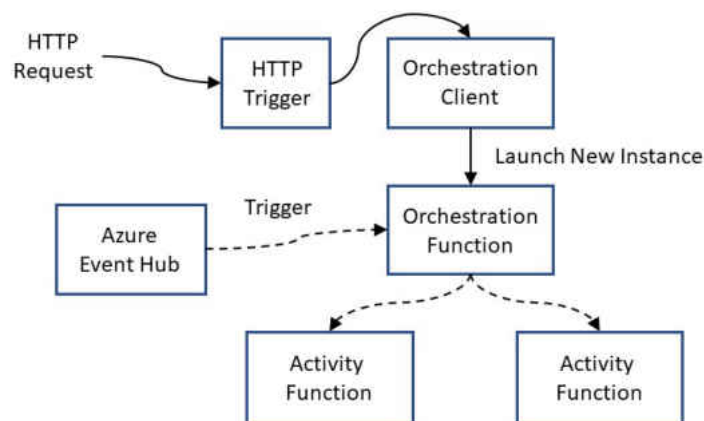 HTTP
Request
HTTP
Trigger
Orchestration
Client
Launch New Instance
Trigger
Azure
Event Hub
Orchestration
Function
Activity
Function
Activity
Function